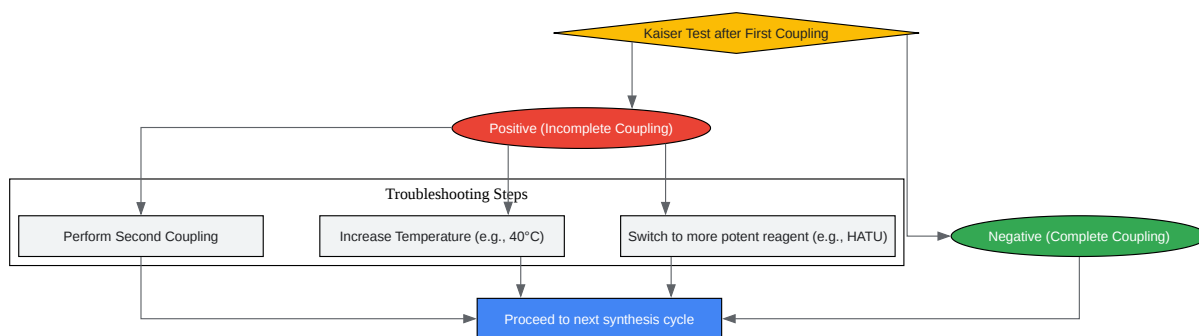 Kaiser Test after First Coupling
Positive (Incomplete Coupling)
Troubleshooting Steps
Perform Second Coupling
Increase Temperature (e.g., 40°C)
Switch to more potent reagent (e.g., HATU)
Negative (Complete Coupling)
Proceed to next synthesis cycle